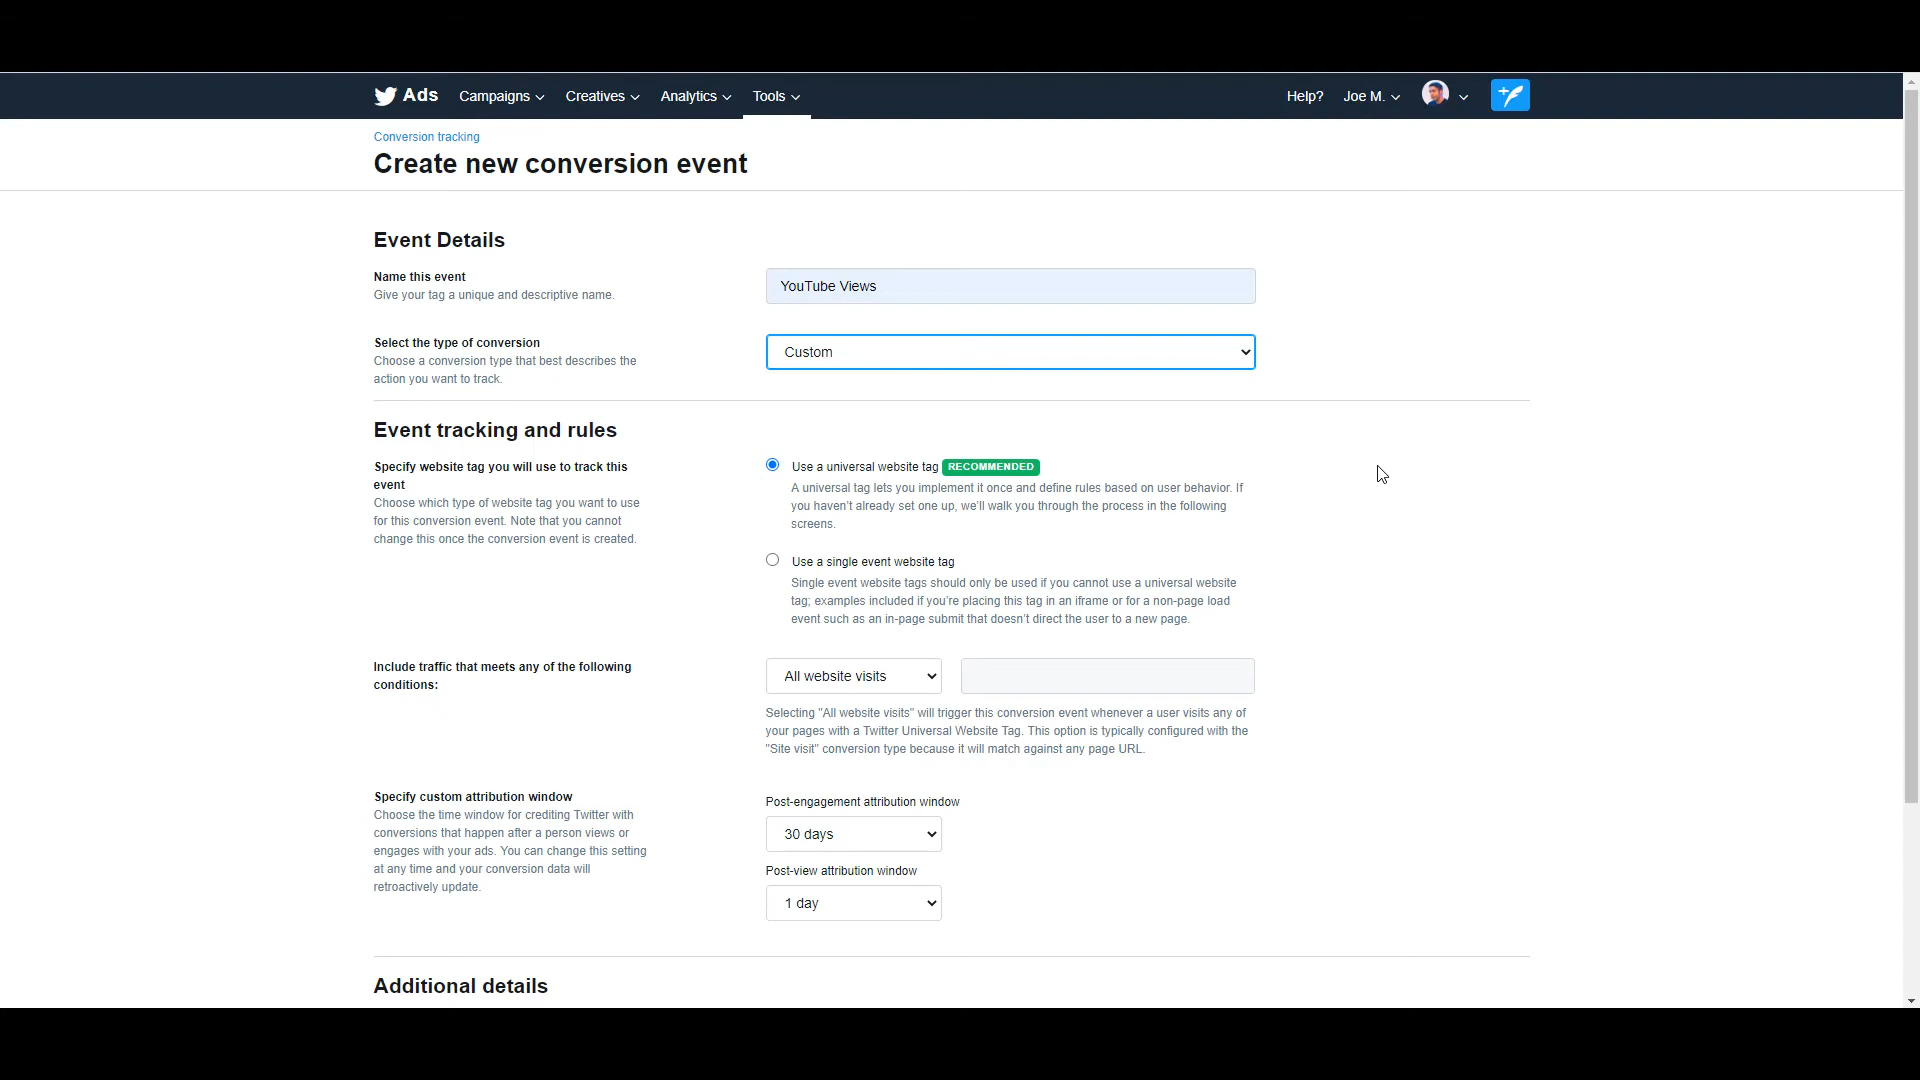 Ads Campaigns Creatives Analytics Tools Help? Joe M.
Conversion tracking
Create new conversion event
Event Details
Name this event
Give your tag a unique and descriptive name.
YouTube Views
Select the type of conversion
Choose a conversion type that best describes the
action you want to track.
Custom
Event tracking and rules
Specify website tag you will use to track this
event
Choose which type of website tag you want to use
for this conversion event. Note that you cannot
change this once the conversion event is created.
Use a universal website tag RECOMMENDED
A universal tag lets you implement it once and define rules based on user behavior. If
you haven't already set one up, we'll walk you through the process in the following
screens.
Use a single event website tag
Single event website tags should only be used if you cannot use a universal website
tag; examples included if you're placing this tag in an iframe or for a non-page load
event such as an in-page submit that doesn't direct the user to a new page.
Include traffic that meets any of the following
conditions:
All website visits
Selecting "All website visits" will trigger this conversion event whenever a user visits any of
your pages with a Twitter Universal Website Tag. This option is typically configured with the
"Site visit" conversion type because it will match against any page URL.
Specify custom attribution window
Choose the time window for crediting Twitter with
conversions that happen after a person views or
engages with your ads. You can change this setting
at any time and your conversion data will
retroactively update.
Post-engagement attribution window
30 days
Post-view attribution window
1 day
Additional details